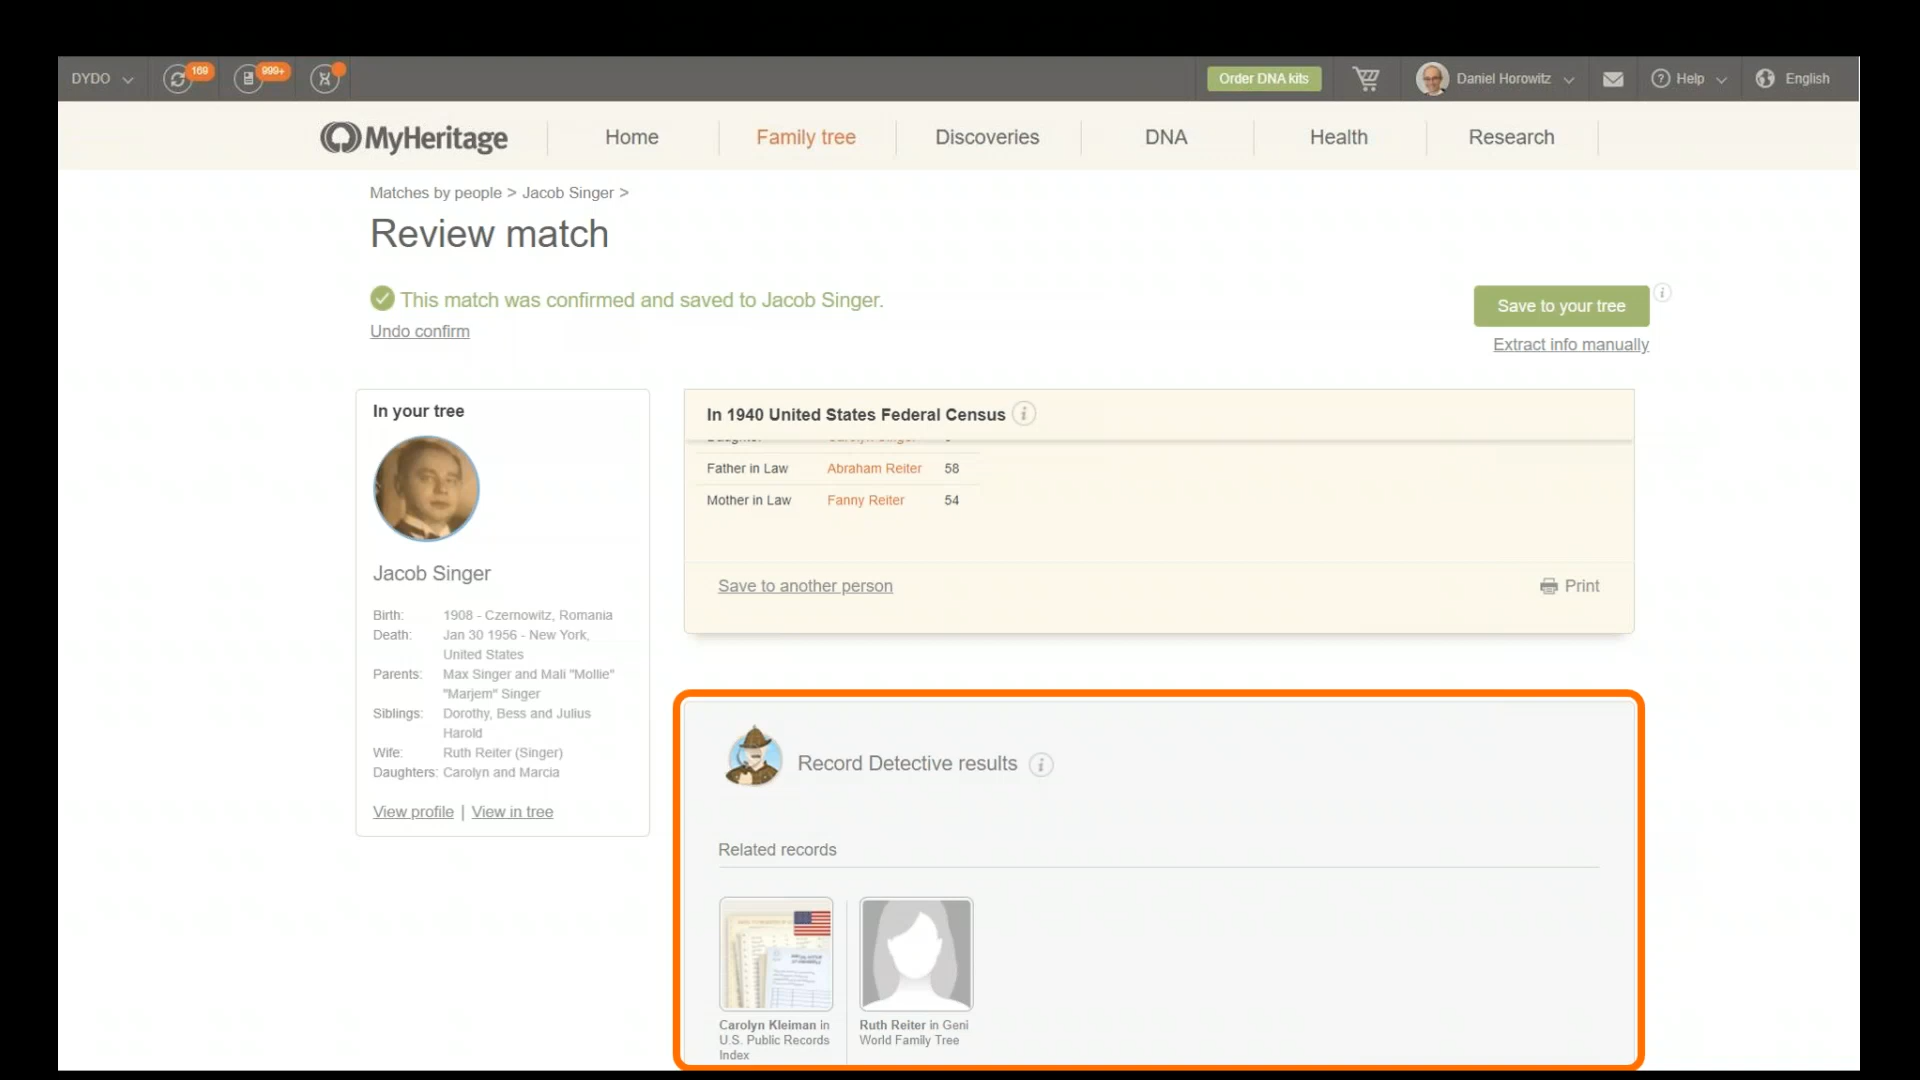 DYDO
169
999+
Order DNA kits
Daniel Horowitz
Help
English
MyHeritage
Home
Family tree
Discoveries
DNA
Health
Research
Matches by people > Jacob Singer >
Review match
This match was confirmed and saved to Jacob Singer.
Undo confirm
Save to your tree
Extract info manually
In your tree
Jacob Singer
Birth: 1908 - Czernowitz, Romania
Death: Jan 30 1956 - New York,
United States
Parents: Max Singer and Mali "Mollie"
"Marjem" Singer
Siblings: Dorothy, Bess and Julius
Harold
Wife: Ruth Reiter (Singer)
Daughters: Carolyn and Marcia
View profile | View in tree
In 1940 United States Federal Census
Father in Law Abraham Reiter 58
Mother in Law Fanny Reiter 54
Save to another person
Print
Record Detective results
Related records
Carolyn Kleiman in
U.S. Public Records
Index
Ruth Reiter in Geni
World Family Tree